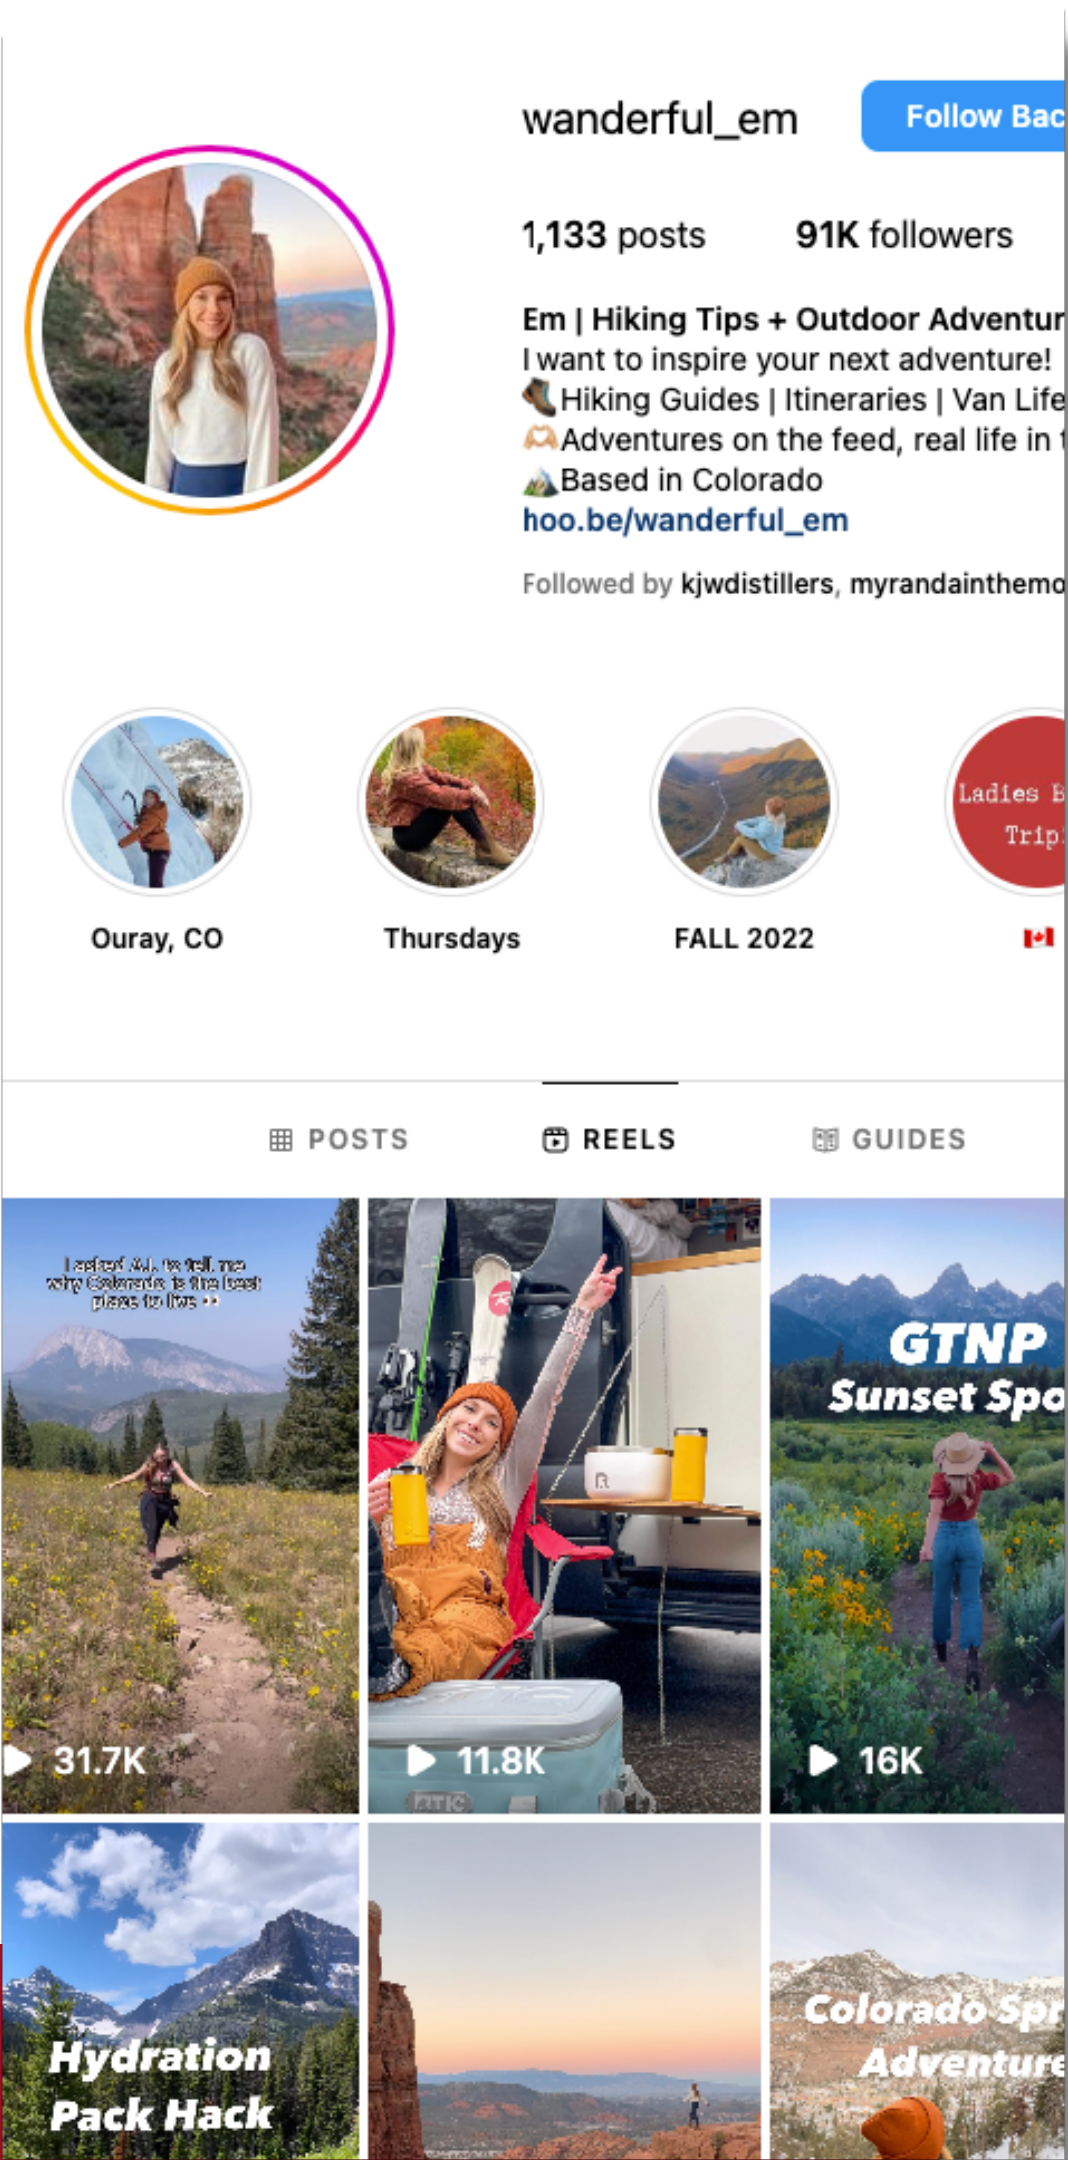 wanderful_em
Follow Bac
1,133 posts 91K followers
Em | Hiking Tips + Outdoor Adventur
I want to inspire your next adventure!
Hiking Guides | Itineraries | Van Life
Adventures on the feed, real life in t
Based in Colorado
hoo.be/wanderful_em
Followed by kjwdistillers, myrandainthemo
Ladies B
Trip
Ouray, CO
Thursdays
FALL 2022
POSTS
REELS
GUIDES
I asked A.I. to tell me
why Colorado is the best
place to live
31.7K
RTIC
11.8K
GTNP
Sunset Spo
16K
Hydration
Pack Hack
Colorado Spr
Adventure